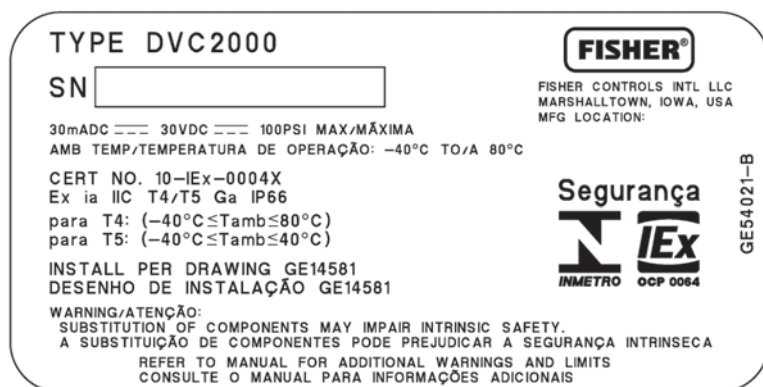 TYPE DVC2000
SN
FISHER®
FISHER CONTROLS INTL LLC
MARSHALLTOWN, IOWA, USA
MFG LOCATION:
30mADC 30VDC 100PSI MAX/MÁXIMA
AMB TEMP/TEMPERATURA DE OPERAÇÃO: -40°C TO/A 80°C
CERT NO. 10-IEx-0004X
Ex ia IIC T4/T5 Ga IP66
para T4: (-40°C≤Tamb≤80°C)
para T5: (-40°C≤Tamb≤40°C)
INSTALL PER DRAWING GE14581
DESENHO DE INSTALAÇÃO GE14581
Segurança
IEx
INMETRO OCP 0064
GE54021-B
WARNING/ATENÇÃO:
SUBSTITUTION OF COMPONENTS MAY IMPAIR INTRINSIC SAFETY.
A SUBSTITUIÇÃO DE COMPONENTES PODE PREJUDICAR A SEGURANÇA INTRINSECA
REFER TO MANUAL FOR ADDITIONAL WARNINGS AND LIMITS
CONSULTE O MANUAL PARA INFORMAÇÕES ADICIONAIS